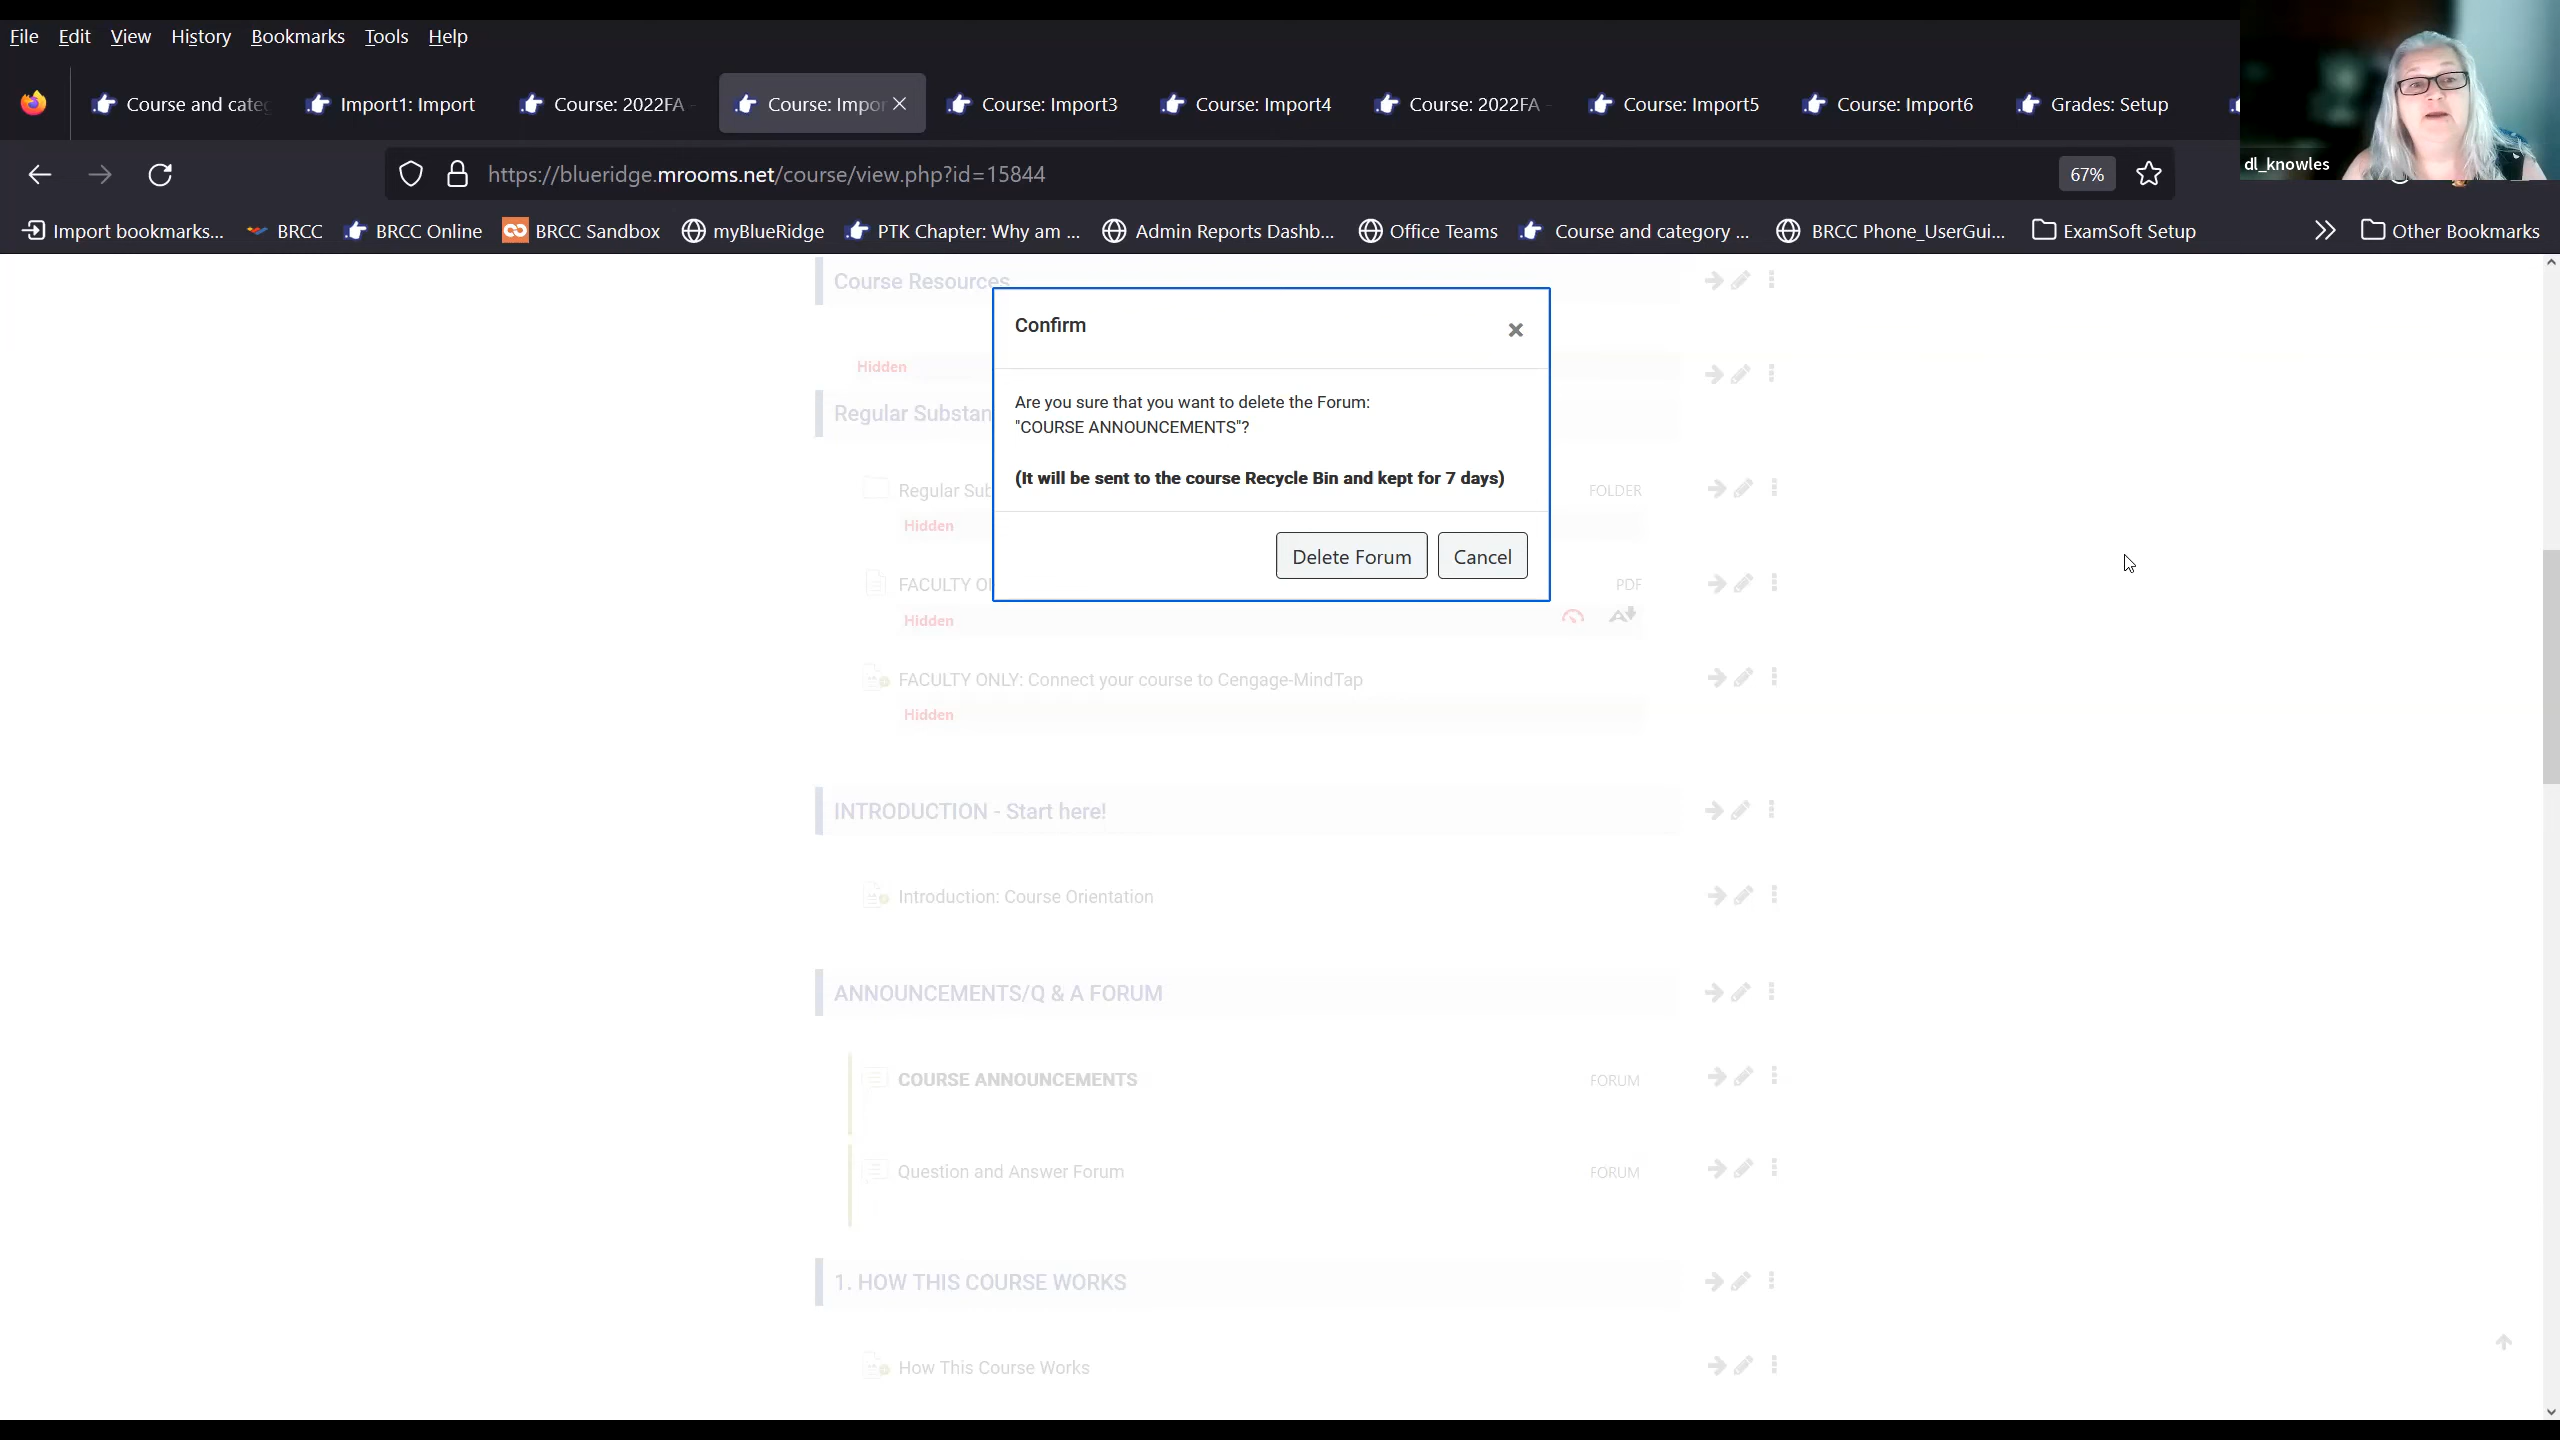 File Edit View History Bookmarks Tools Help
Course and categ Import1: Import Course: 2022FA - Course: Impor Course: Import3 Course: Import4 Course: 2022FA - Course: Import5 Course: Import6 Grades: Setup
https://blueridge.mrooms.net/course/view.php?id=15844 67%
dl_knowles
Import bookmarks... BRCC BRCC Online BRCC Sandbox myBlueRidge PTK Chapter: Why am ... Admin Reports Dashb... Office Teams Course and category ... BRCC Phone_UserGui... ExamSoft Setup Other Bookmarks
Course Resources
Confirm
Hidden
Are you sure that you want to delete the Forum:
"COURSE ANNOUNCEMENTS"?
Regular Substan
(It will be sent to the course Recycle Bin and kept for 7 days)
Regular Sub FOLDER
Hidden
Delete Forum Cancel
FACULTY ON PDF
Hidden
FACULTY ONLY: Connect your course to Cengage-MindTap
Hidden
INTRODUCTION - Start here!
Introduction: Course Orientation
ANNOUNCEMENTS/Q & A FORUM
COURSE ANNOUNCEMENTS FORUM
Question and Answer Forum FORUM
1. HOW THIS COURSE WORKS
How This Course Works